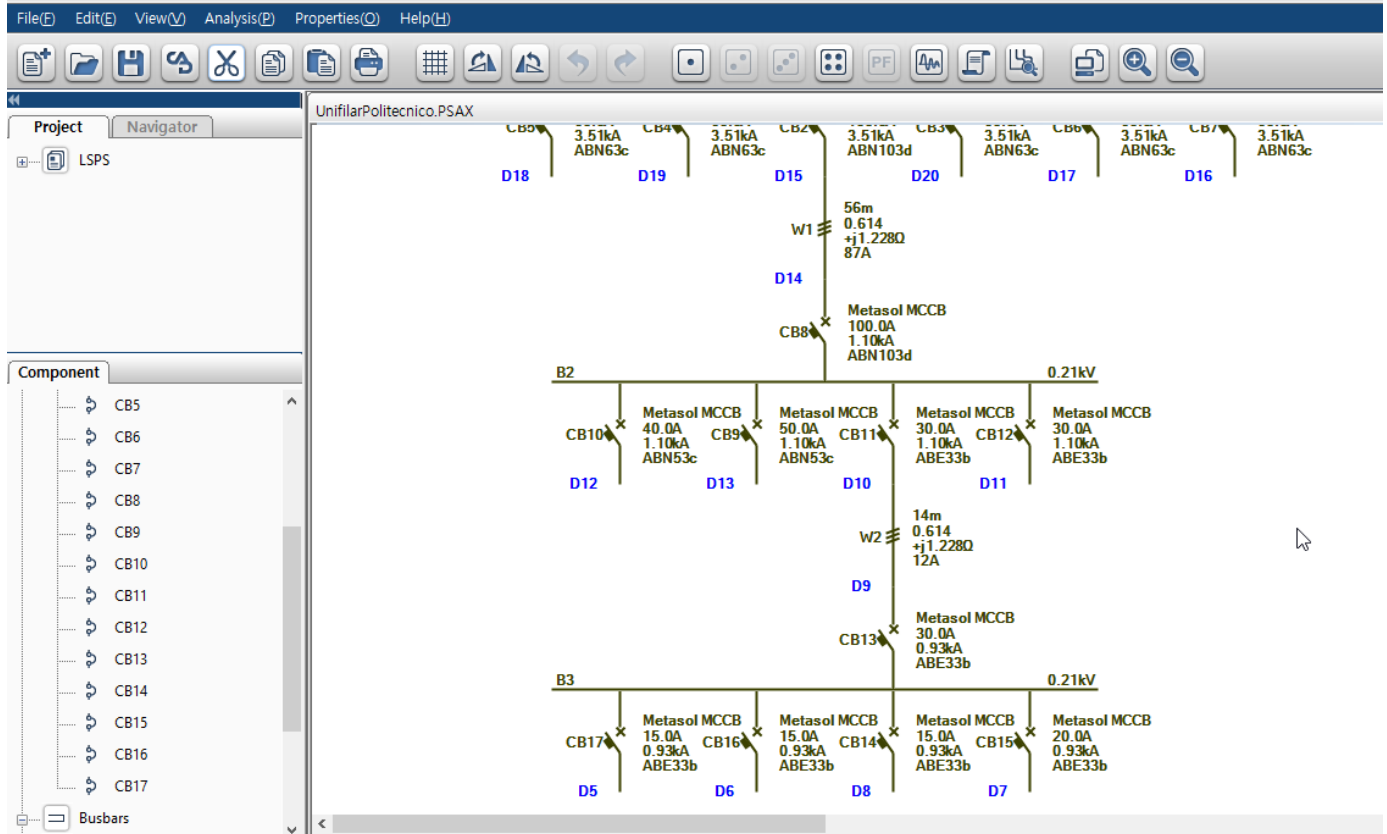 File(F) Edit(E) View(V) Analysis(P) Properties(O) Help(H)
PF
Project Navigator
LSPS
Component
CB5
CB6
CB7
CB8
CB9
CB10
CB11
CB12
CB13
CB14
CB15
CB16
CB17
Busbars
UnifilarPolitecnico.PSAX
CB5 CB4 CB2 CB3 CB6 CB7
3.51kA 3.51kA 3.51kA 3.51kA 3.51kA 3.51kA
ABN63c ABN63c ABN103d ABN63c ABN63c ABN63c
D18 D19 D15 D20 D17 D16
W1
56m
0.614
+j1.228Ω
87A
D14
CB8
Metasol MCCB
100.0A
1.10kA
ABN103d
B2 0.21kV
CB10
Metasol MCCB
40.0A
1.10kA
ABN53c
CB9
Metasol MCCB
50.0A
1.10kA
ABN53c
CB11
Metasol MCCB
30.0A
1.10kA
ABE33b
CB12
Metasol MCCB
30.0A
1.10kA
ABE33b
D12 D13 D10 D11
W2
14m
0.614
+j1.228Ω
12A
D9
CB13
Metasol MCCB
30.0A
0.93kA
ABE33b
B3 0.21kV
CB17
Metasol MCCB
15.0A
0.93kA
ABE33b
CB16
Metasol MCCB
15.0A
0.93kA
ABE33b
CB14
Metasol MCCB
15.0A
0.93kA
ABE33b
CB15
Metasol MCCB
20.0A
0.93kA
ABE33b
D5 D6 D8 D7